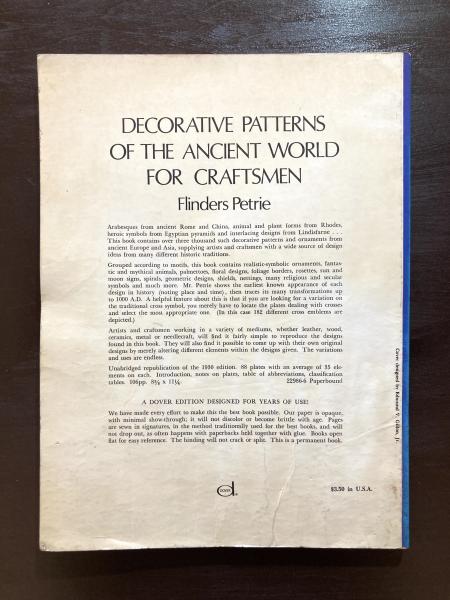 DECORATIVE PATTERNS
OF THE ANCIENT WORLD
FOR CRAFTSMEN
Flinders Petrie
Arabesques from ancient Rome and China, animal and plant forms from Rhodes,
heroic symbols from Egyptian pyramids and interlacing designs from Lindisfarne . . .
This book contains over three thousand such decorative patterns and ornaments from
ancient Europe and Asia, supplying artists and craftsmen with a wide source of design
ideas from many different historic traditions.
Grouped according to motifs, this book contains realistic-symbolic ornaments, fantas-
tic and mythical animals, palmettoes, floral designs, foliage borders, rosettes, sun and
moon signs, spirals, geometric designs, shields, nettings, many religious and secular
symbols and much more. Mr. Petrie shows the earliest known appearance of each
design in history (noting place and time), then traces its many transformations up
to 1000 A.D. A helpful feature about this is that if you are looking for a variation on
the traditional cross symbol, you merely have to locate the plates dealing with crosses
and select the most appropriate one. (In this case 182 different cross emblems are
depicted.)
Artists and craftsmen working in a variety of mediums, whether leather, wood,
ceramics, metal or needlecraft, will find it fairly simple to reproduce the designs
found in this book. They will also find it possible to come up with their own original
designs by merely altering different elements within the designs given. The variations
and uses are endless.
Unabridged republication of the 1930 edition. 88 plates with an average of 35 ele-
ments on each. Introduction, notes on plates, table of abbreviations, classification
tables. 106pp. 8¼ x 11¼. 22986-6 Paperbound
A DOVER EDITION DESIGNED FOR YEARS OF USE!
We have made every effort to make this the best book possible. Our paper is opaque,
with minimal show-through; it will not discolor or become brittle with age. Pages
are sewn in signatures, in the method traditionally used for the best books, and will
not drop out, as often happens with paperbacks held together with glue. Books open
flat for easy reference. The binding will not crack or split. This is a permanent book.
DOVER ®
$3.50 in U.S.A.
Cover designed by Edmund V. Gillon, Jr.